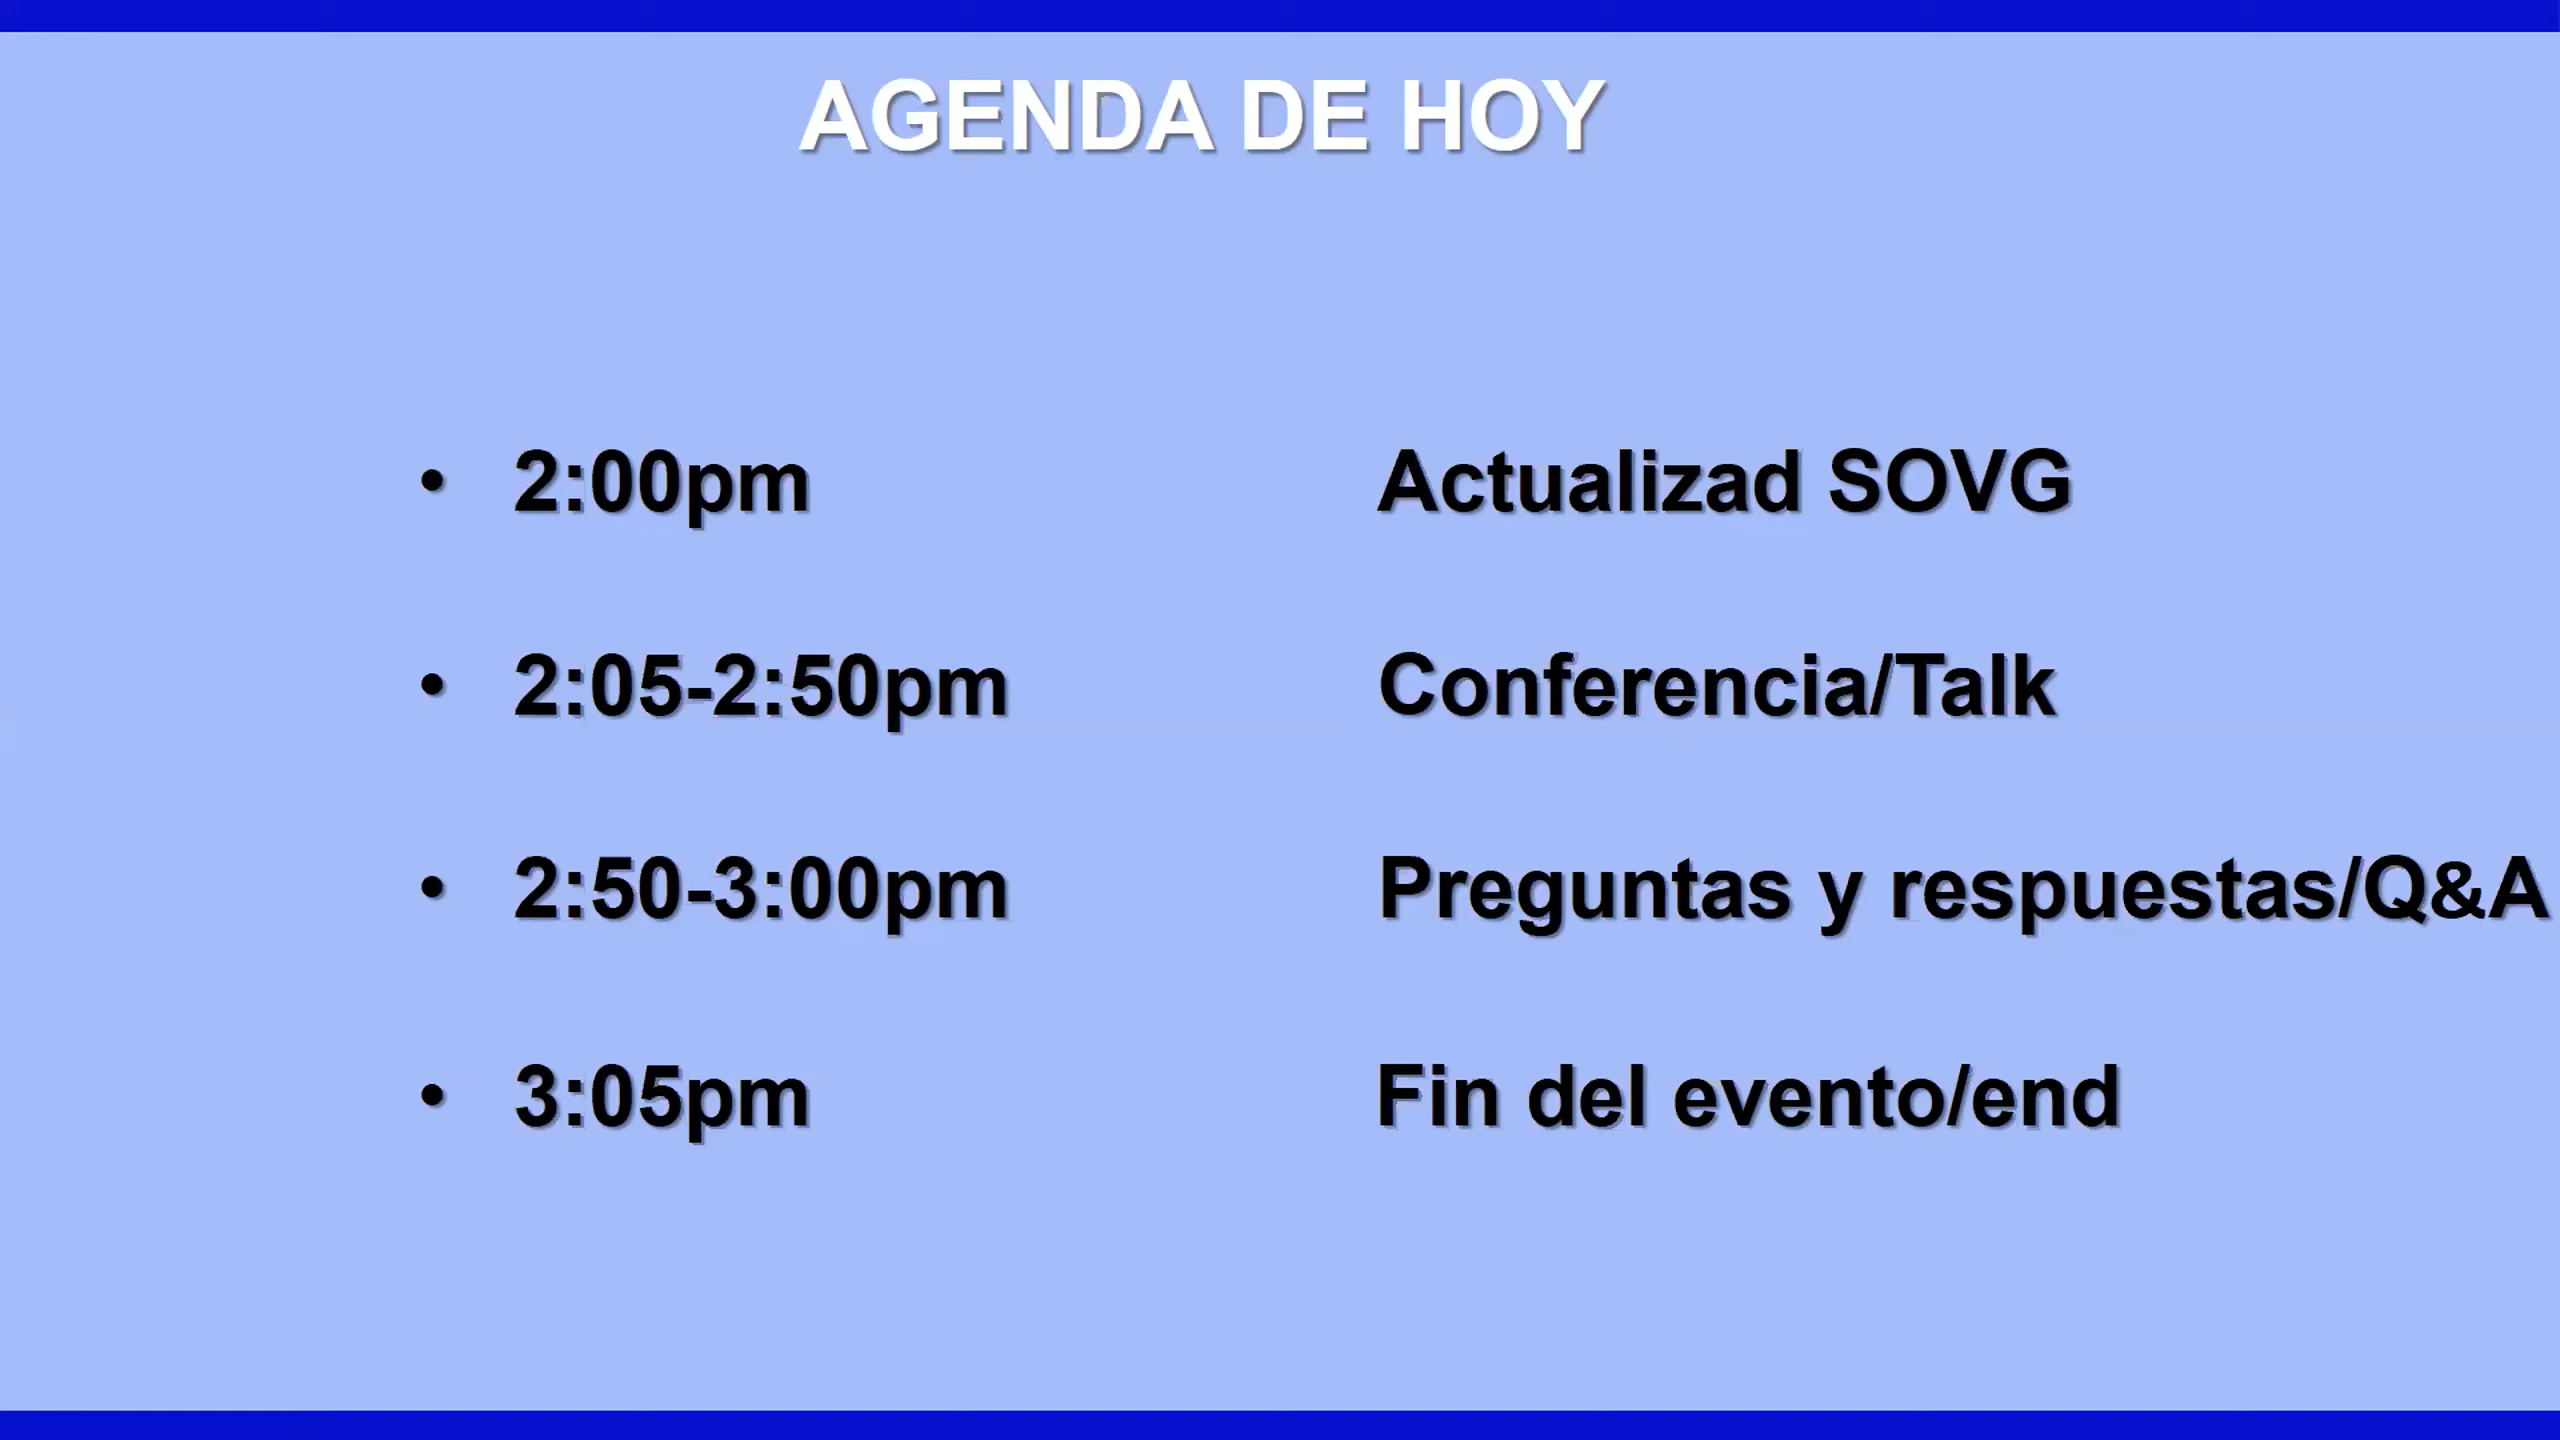 AGENDA DE HOY
• 2:00pm Actualizad SOVG
• 2:05-2:50pm Conferencia/Talk
• 2:50-3:00pm Preguntas y respuestas/Q&A
• 3:05pm Fin del evento/end